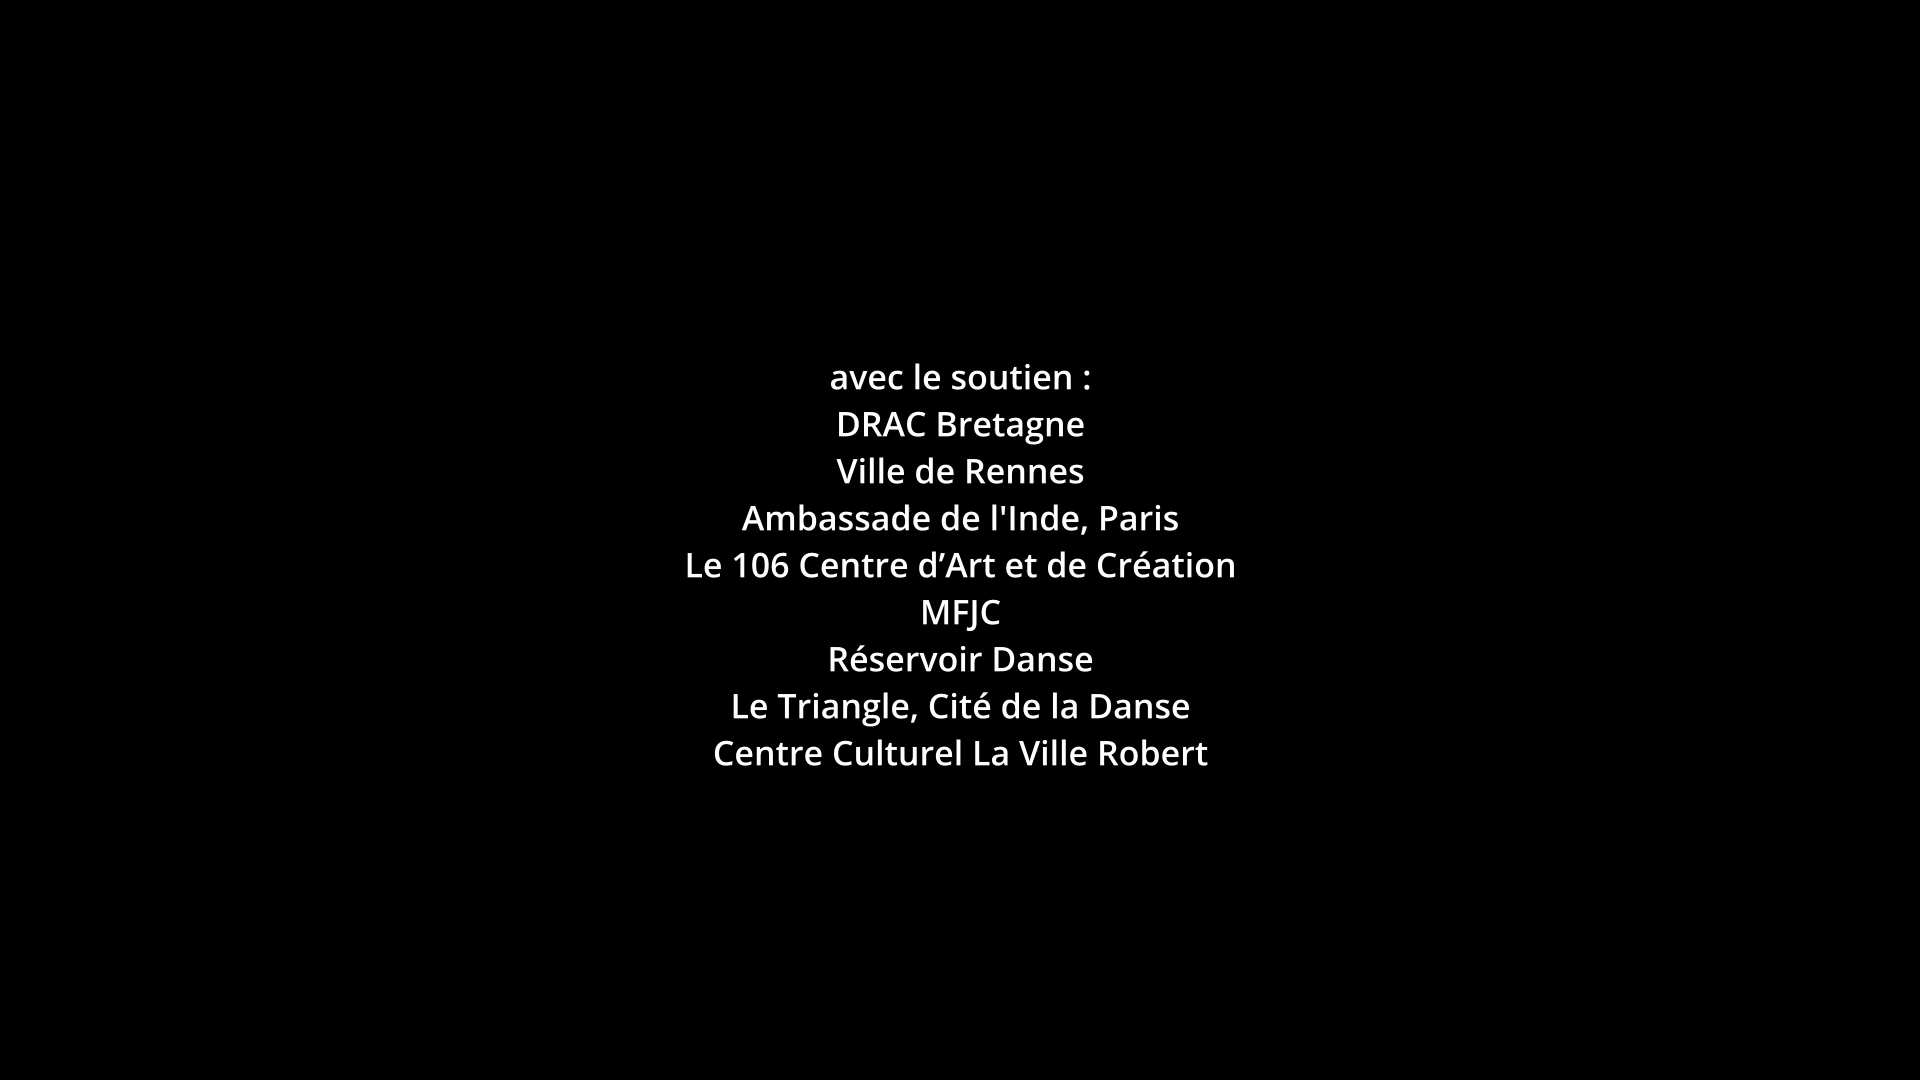 avec le soutien :
DRAC Bretagne
Ville de Rennes
Ambassade de l'Inde, Paris
Le 106 Centre d’Art et de Création
MFJC
Réservoir Danse
Le Triangle, Cité de la Danse
Centre Culturel La Ville Robert